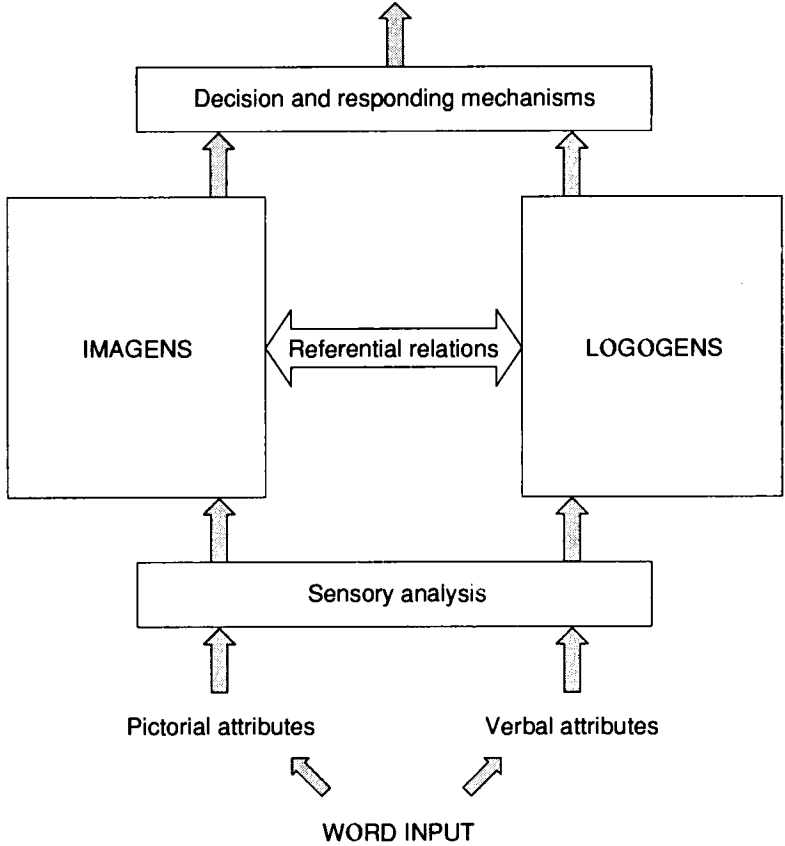 Decision and responding mechanisms
IMAGENS
Referential relations
LOGOGENS
Sensory analysis
Pictorial attributes
Verbal attributes
WORD INPUT